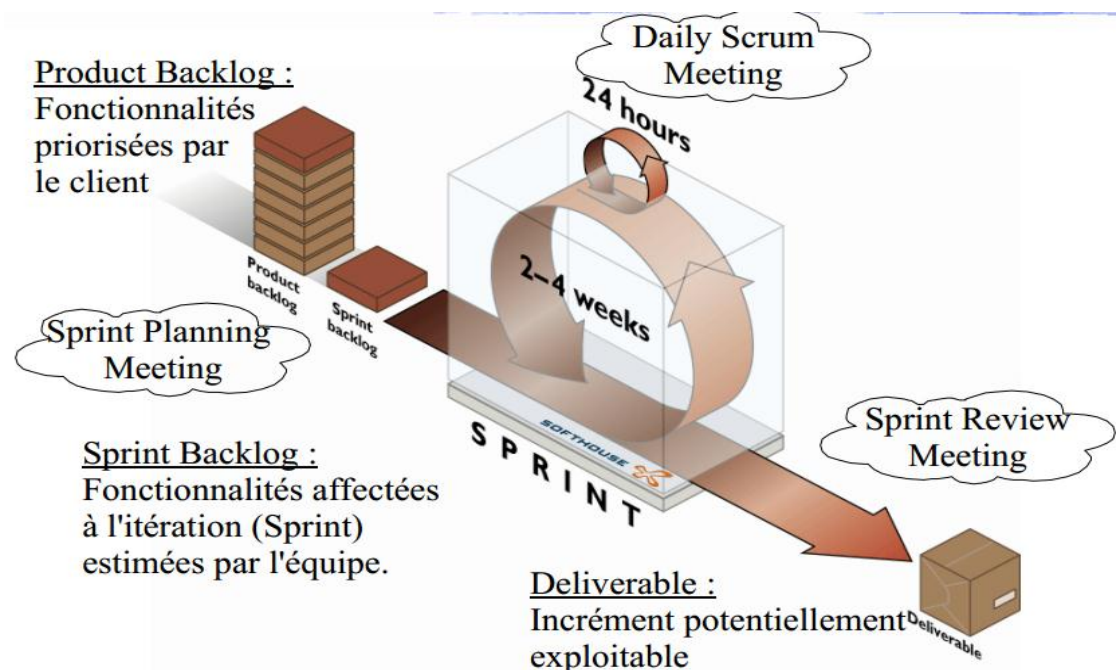 Daily Scrum
Meeting
Product Backlog :
Fonctionnalités
priorisées par
le client
24 hours
Product
backlog
Sprint
backlog
2–4 weeks
Sprint Planning
Meeting
SOFTHOUSE
SPRINT
Sprint Review
Meeting
Sprint Backlog :
Fonctionnalités affectées
à l'itération (Sprint)
estimées par l'équipe.
Deliverable :
Incrément potentiellement
exploitable
Deliverable